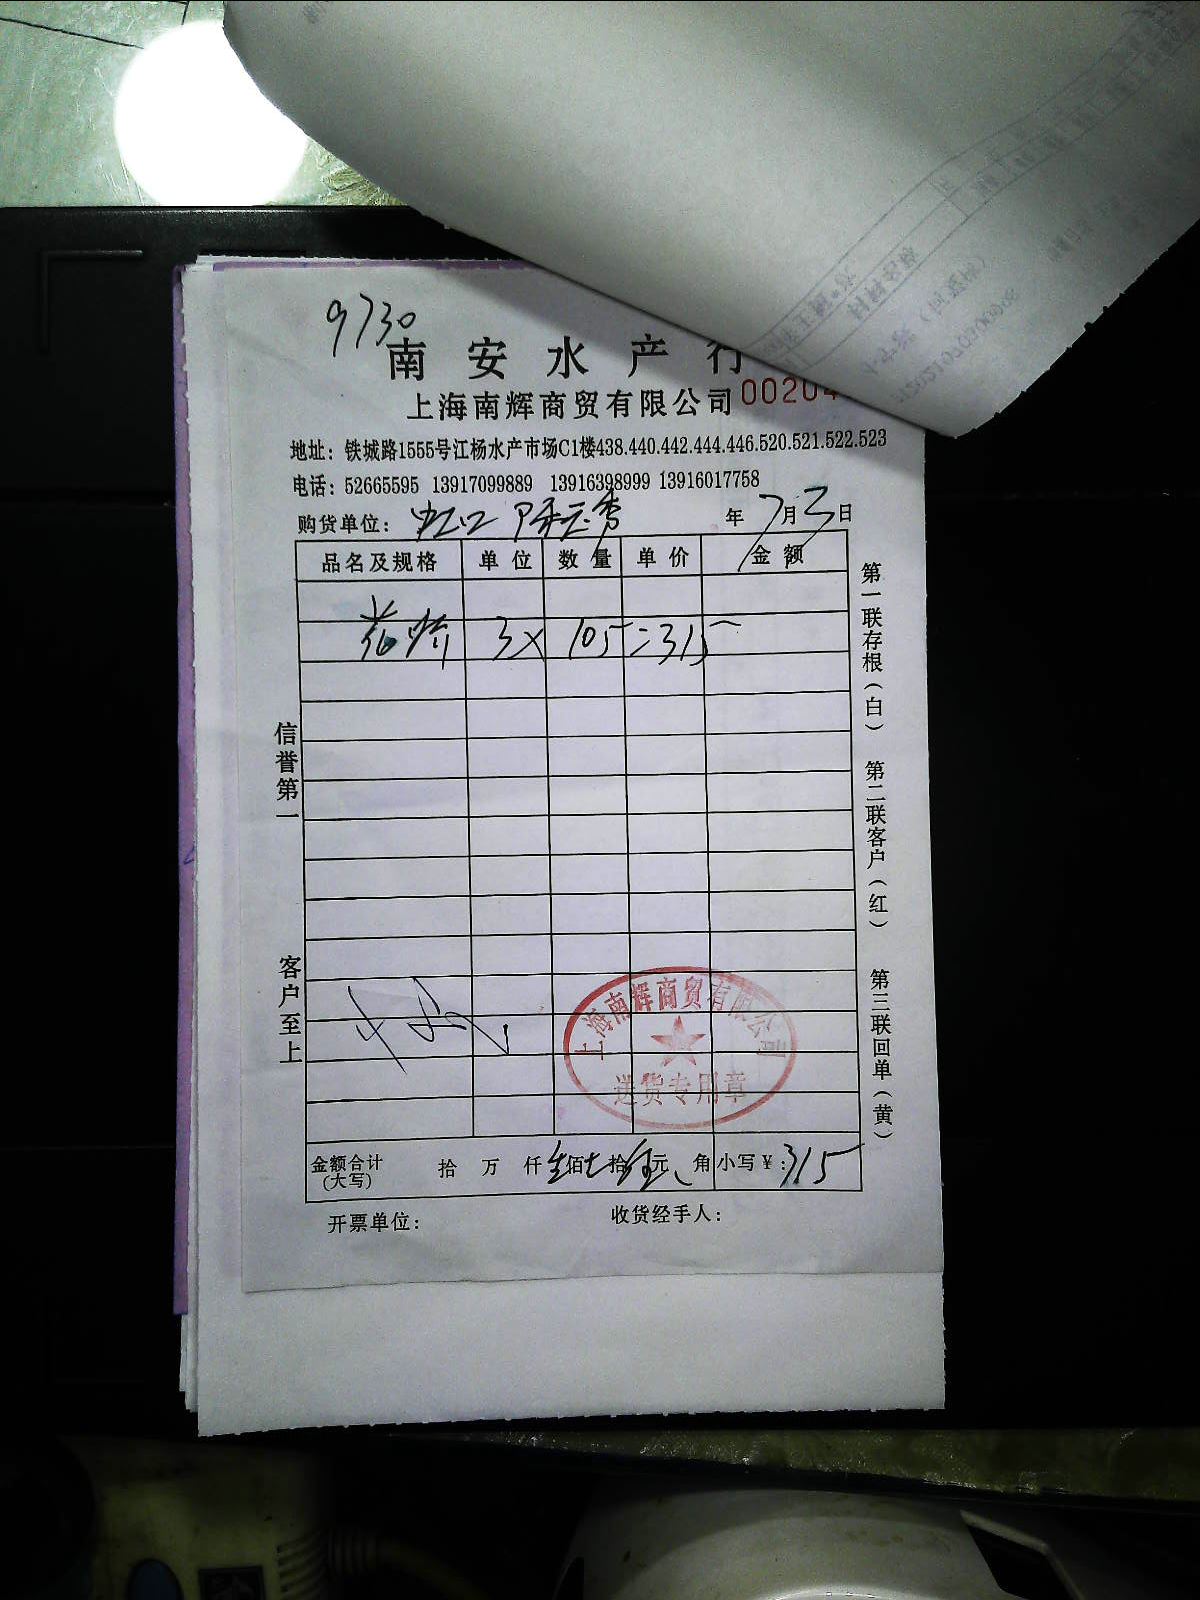 9730
南安水产行
上海南辉商贸有限公司 00204
地址：铁城路1555号江杨水产市场C1楼438.440.442.444.446.520.521.522.523
电话：52665595 13917099889 13916398999 13916017758
购货单位： 年7月3日
品名及规格 单位 数量 单价 金额
花 3× 105=315
信誉第一
客户至上
第一联存根（白）
第二联客户（红）
第三联回单（黄）
上海南辉商贸有限公司
送货专用章
金额合计（大写） 拾 万 仟 佰 拾 元 角 小写￥：315
开票单位： 收货经手人：